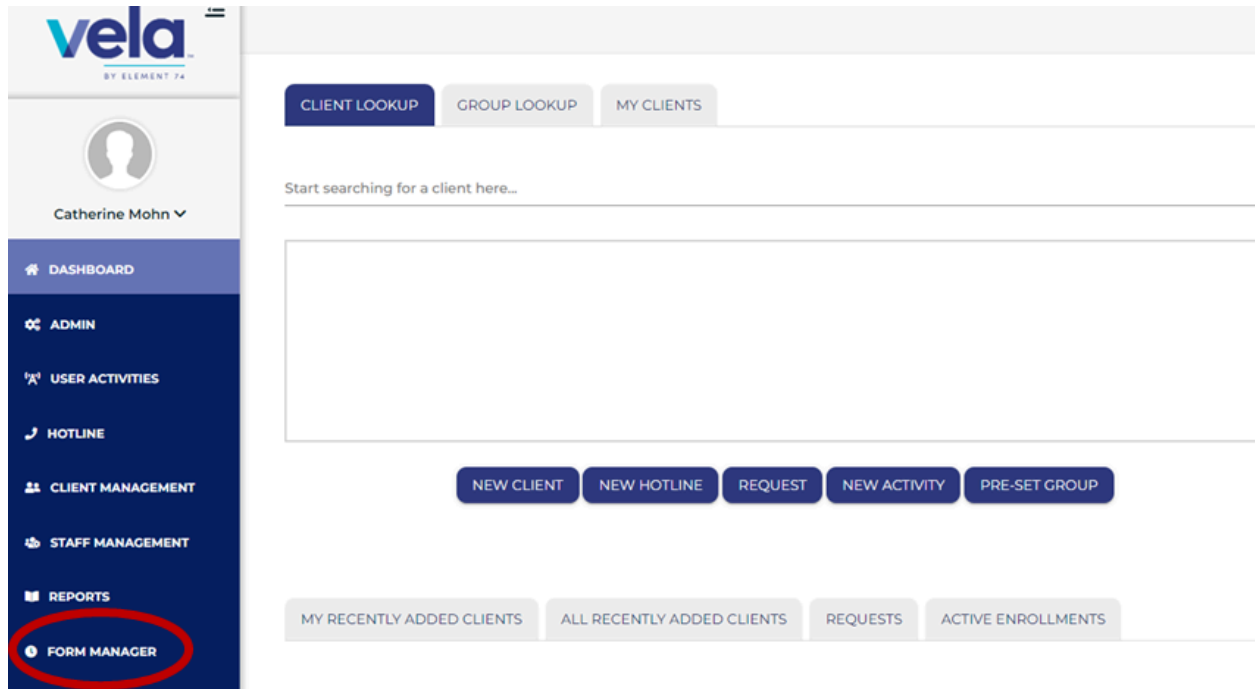 vela™
BY ELEMENT 74
Catherine Mohn
DASHBOARD
ADMIN
USER ACTIVITIES
HOTLINE
CLIENT MANAGEMENT
STAFF MANAGEMENT
REPORTS
FORM MANAGER
CLIENT LOOKUP GROUP LOOKUP MY CLIENTS
Start searching for a client here...
NEW CLIENT NEW HOTLINE REQUEST NEW ACTIVITY PRE-SET GROUP
MY RECENTLY ADDED CLIENTS ALL RECENTLY ADDED CLIENTS REQUESTS ACTIVE ENROLLMENTS